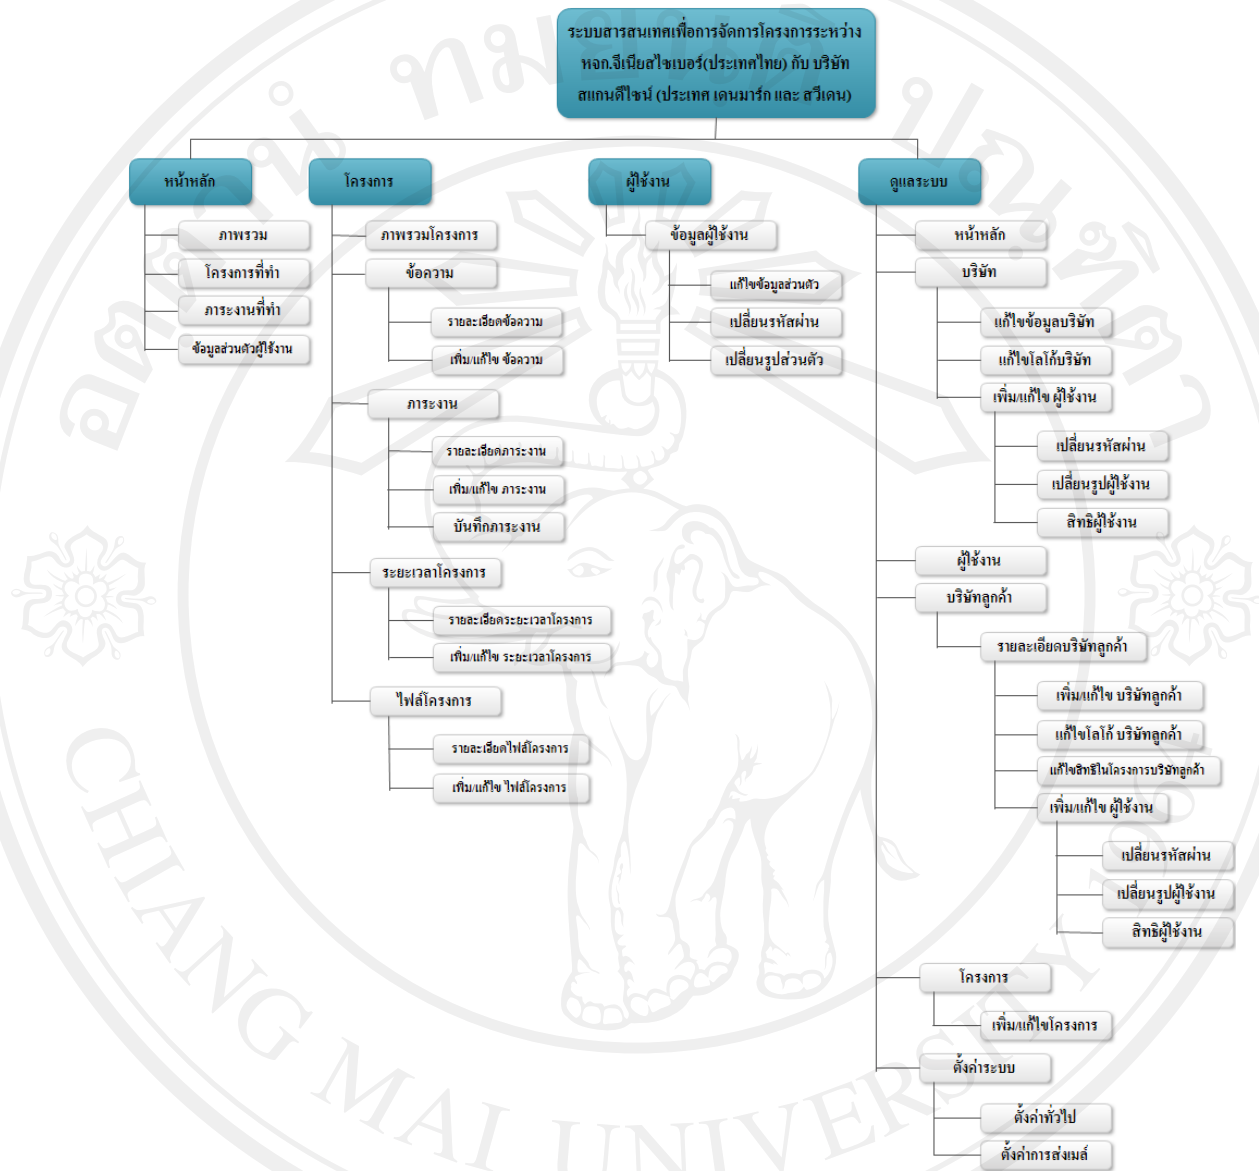 ระบบสารสนเทศเพื่อการจัดการโครงการระหว่าง
หจก.จีเนียสไซเบอร์(ประเทศไทย) กับ บริษัท
สแกนดีไซน์ (ประเทศ เดนมาร์ก และ สวีเดน)
หน้าหลัก
ภาพรวม
โครงการที่ทำ
ภาระงานที่ทำ
ข้อมูลส่วนตัวผู้ใช้งาน
โครงการ
ภาพรวมโครงการ
ข้อความ
รายละเอียดข้อความ
เพิ่ม/แก้ไข ข้อความ
ภาระงาน
รายละเอียดภาระงาน
เพิ่ม/แก้ไข ภาระงาน
บันทึกภาระงาน
ระยะเวลาโครงการ
รายละเอียดระยะเวลาโครงการ
เพิ่ม/แก้ไข ระยะเวลาโครงการ
ไฟล์โครงการ
รายละเอียดไฟล์โครงการ
เพิ่ม/แก้ไข ไฟล์โครงการ
ผู้ใช้งาน
ข้อมูลผู้ใช้งาน
แก้ไขข้อมูลส่วนตัว
เปลี่ยนรหัสผ่าน
เปลี่ยนรูปส่วนตัว
ดูแลระบบ
หน้าหลัก
บริษัท
แก้ไขข้อมูลบริษัท
แก้ไขโลโก้บริษัท
เพิ่ม/แก้ไข ผู้ใช้งาน
เปลี่ยนรหัสผ่าน
เปลี่ยนรูปผู้ใช้งาน
สิทธิผู้ใช้งาน
ผู้ใช้งาน
บริษัทลูกค้า
รายละเอียดบริษัทลูกค้า
เพิ่ม/แก้ไข บริษัทลูกค้า
แก้ไขโลโก้ บริษัทลูกค้า
แก้ไขสิทธิในโครงการบริษัทลูกค้า
เพิ่ม/แก้ไข ผู้ใช้งาน
เปลี่ยนรหัสผ่าน
เปลี่ยนรูปผู้ใช้งาน
สิทธิผู้ใช้งาน
โครงการ
เพิ่ม/แก้ไขโครงการ
ตั้งค่าระบบ
ตั้งค่าทั่วไป
ตั้งค่าการส่งเมล์
CHIANG MAI UNIVERSITY 1964